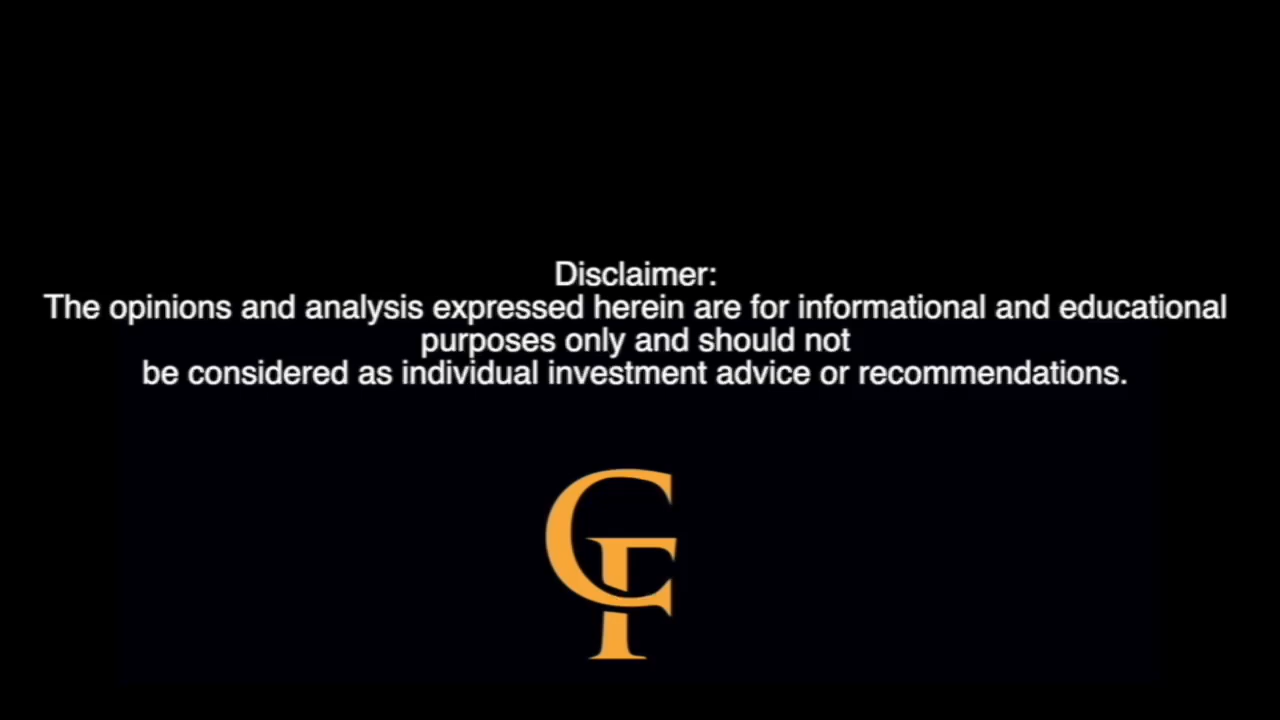 Disclaimer:
The opinions and analysis expressed herein are for informational and educational
purposes only and should not
be considered as individual investment advice or recommendations.
CF